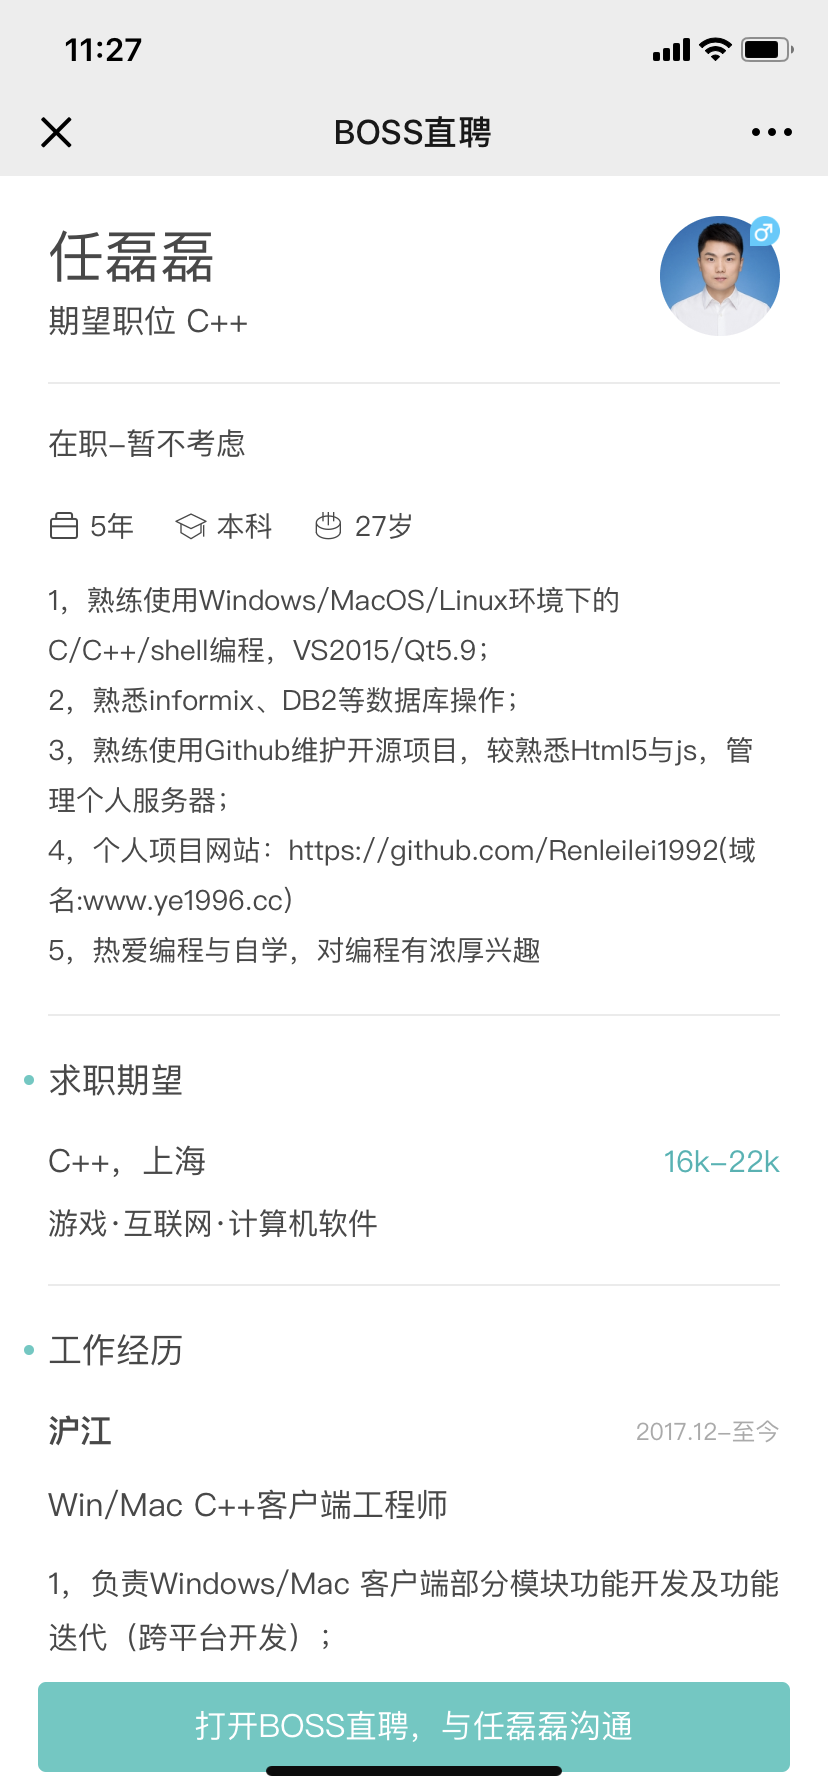 11:27
BOSS直聘
任磊磊
期望职位 C++
在职-暂不考虑
5年 本科 27岁
1，熟练使用Windows/MacOS/Linux环境下的
C/C++/shell编程，VS2015/Qt5.9；
2，熟悉informix、DB2等数据库操作；
3，熟练使用Github维护开源项目，较熟悉Html5与js，管
理个人服务器；
4，个人项目网站：https://github.com/Renleilei1992(域
名:www.ye1996.cc)
5，热爱编程与自学，对编程有浓厚兴趣
求职期望
C++，上海 16k-22k
游戏·互联网·计算机软件
工作经历
沪江 2017.12-至今
Win/Mac C++客户端工程师
1，负责Windows/Mac 客户端部分模块功能开发及功能
迭代（跨平台开发）；
打开BOSS直聘，与任磊磊沟通